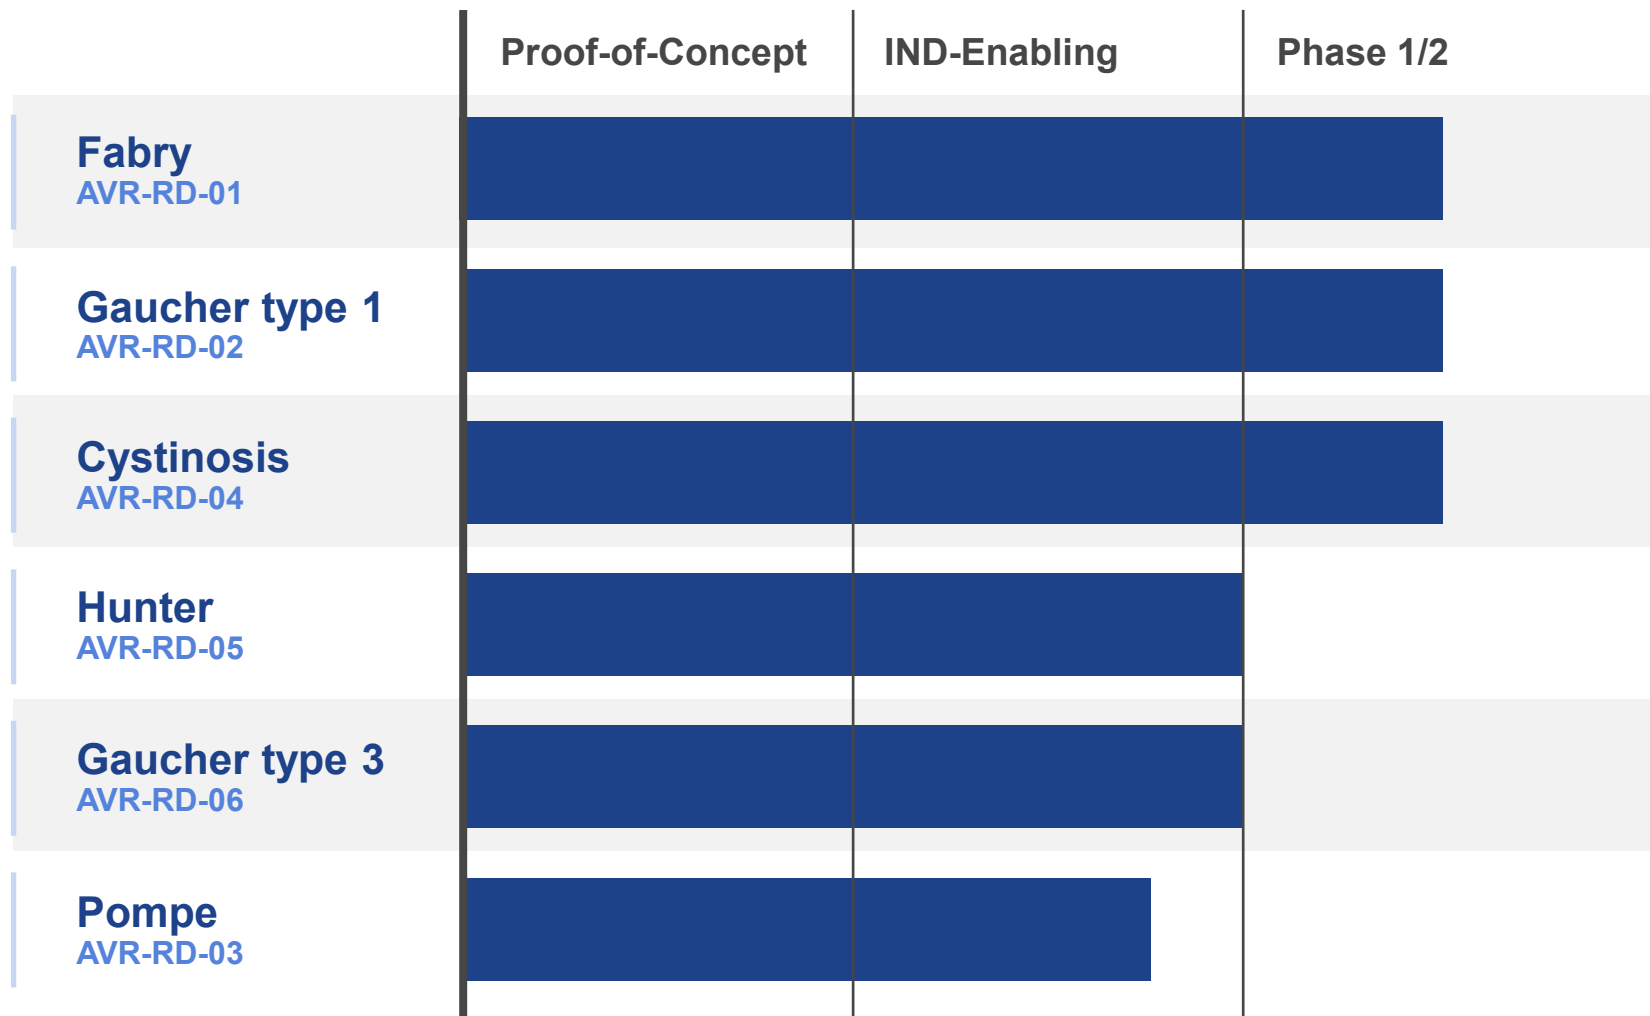 Proof-of-Concept IND-Enabling Phase 1/2
Fabry
AVR-RD-01
Gaucher type 1
AVR-RD-02
Cystinosis
AVR-RD-04
Hunter
AVR-RD-05
Gaucher type 3
AVR-RD-06
Pompe
AVR-RD-03